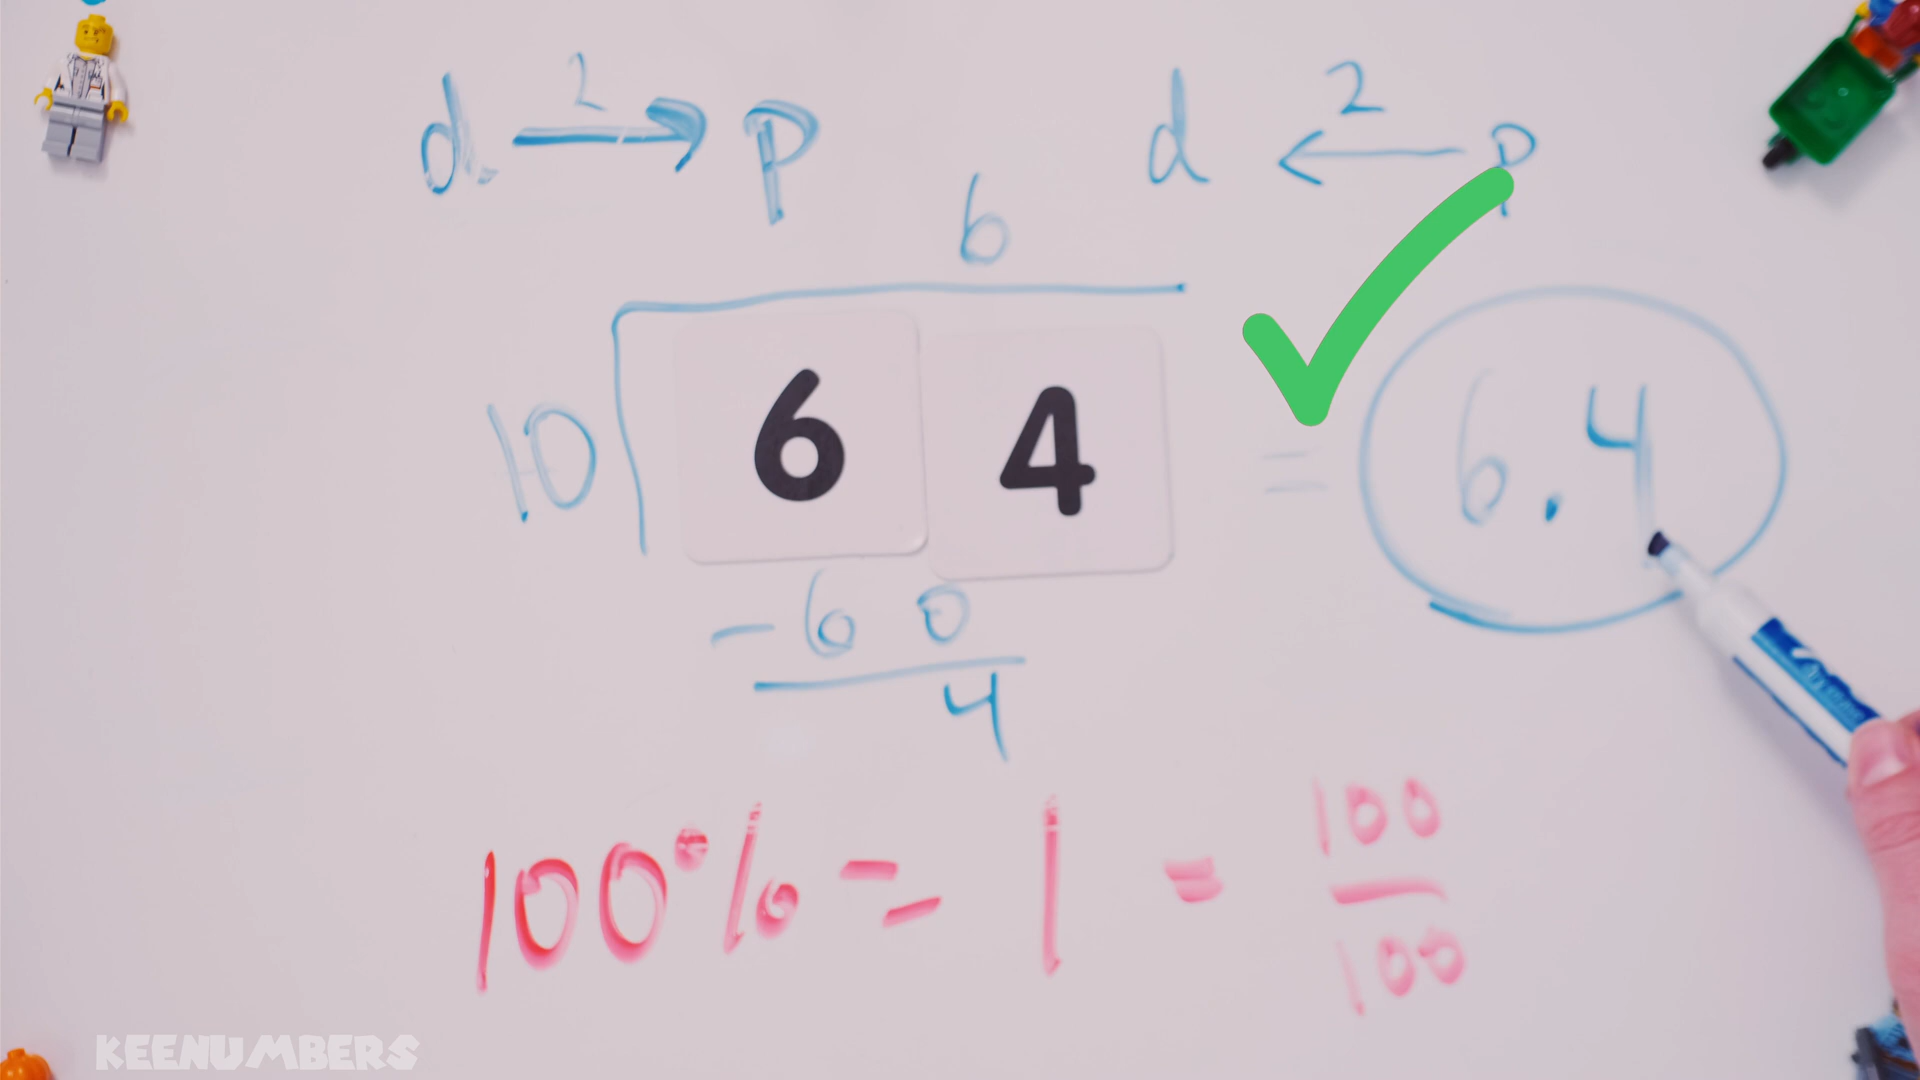 d 2 → p d 2 ← p
6
10 6 4 = 6.4
- 6 0
4
100% = 1 = 100/100
KEENUMBERS